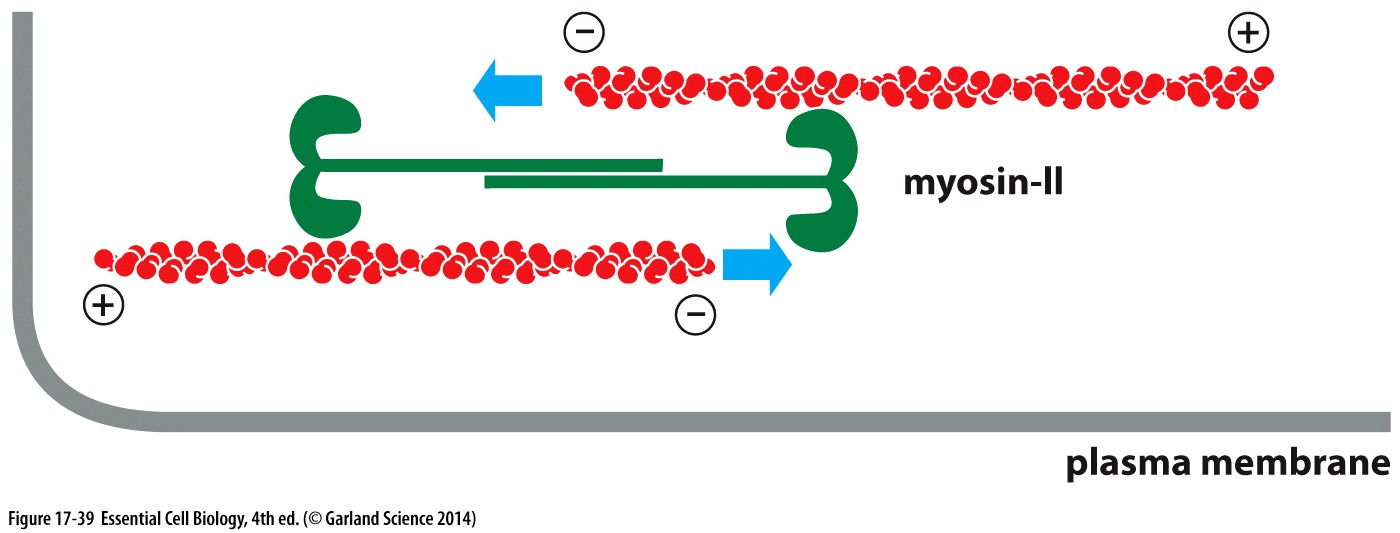 − +
myosin-II
+ −
plasma membrane
Figure 17-39 Essential Cell Biology, 4th ed. (© Garland Science 2014)